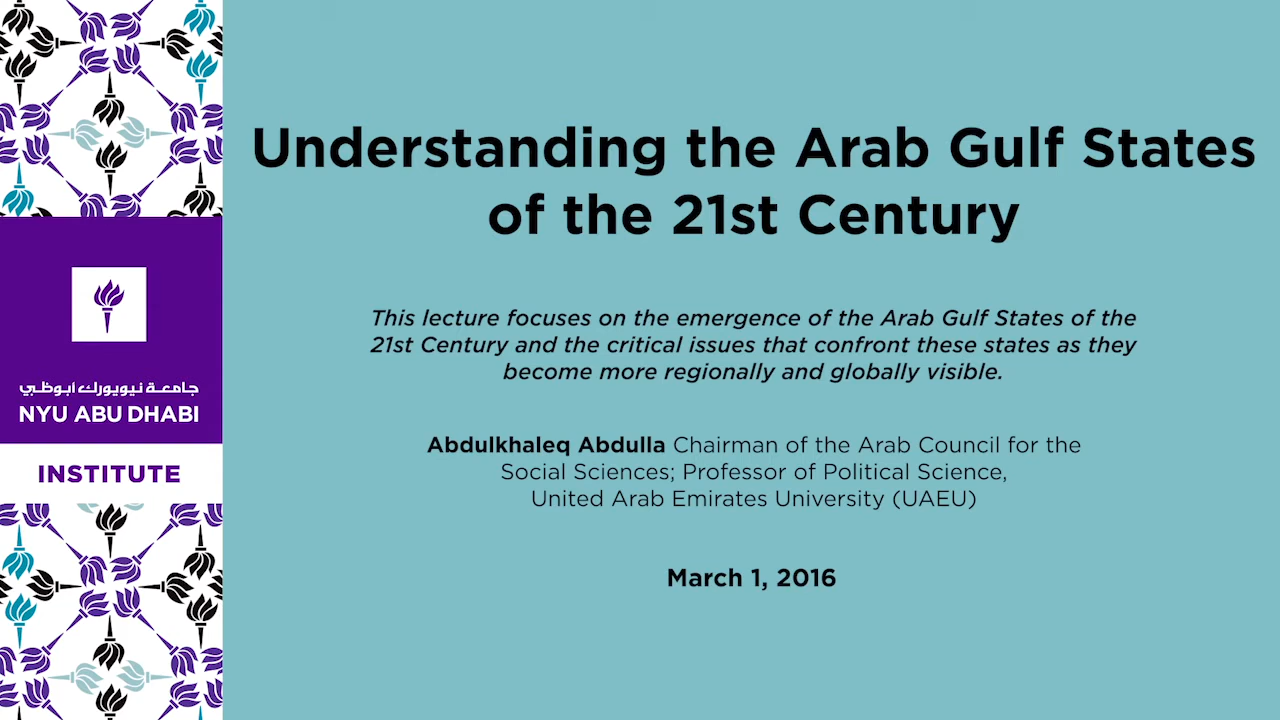 Understanding the Arab Gulf States
of the 21st Century
This lecture focuses on the emergence of the Arab Gulf States of the
21st Century and the critical issues that confront these states as they
become more regionally and globally visible.
Abdulkhaleq Abdulla Chairman of the Arab Council for the
Social Sciences; Professor of Political Science,
United Arab Emirates University (UAEU)
March 1, 2016
جامعة نيويورك أبوظبي
NYU ABU DHABI
INSTITUTE